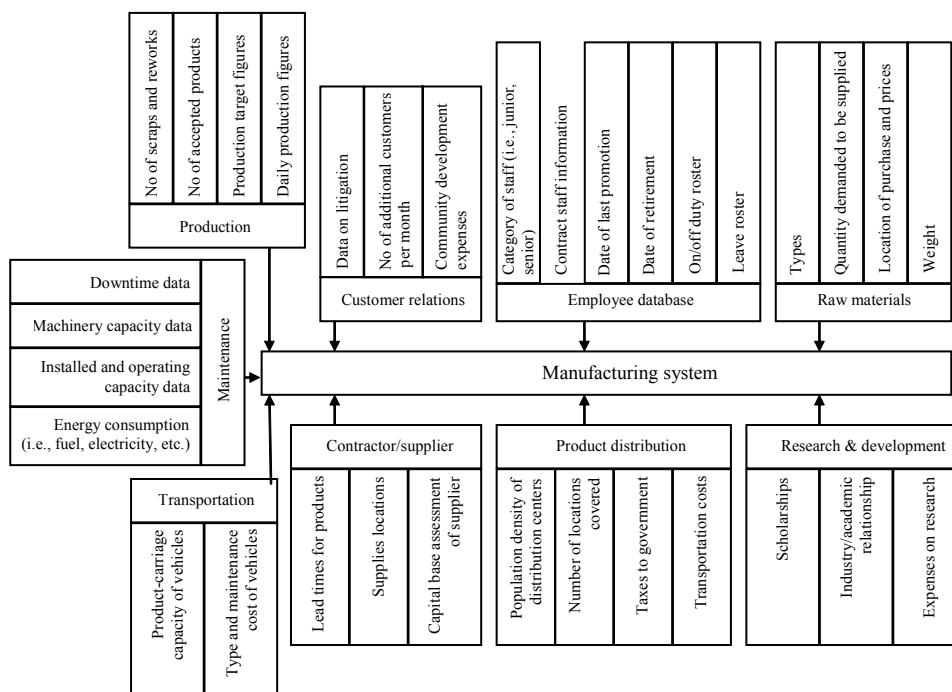 No of scraps and reworks
No of accepted products
Production target figures
Daily production figures
Production
Data on litigation
No of additional customers
per month
Community development
expenses
Customer relations
Category of staff (i.e., junior,
senior)
Contract staff information
Date of last promotion
Date of retirement
On/off duty roster
Leave roster
Employee database
Types
Quantity demanded to be supplied
Location of purchase and prices
Weight
Raw materials
Downtime data
Machinery capacity data
Installed and operating
capacity data
Energy consumption
(i.e., fuel, electricity, etc.)
Maintenance
Manufacturing system
Transportation
Product-carriage
capacity of vehicles
Type and maintenance
cost of vehicles
Contractor/supplier
Lead times for products
Supplies locations
Capital base assessment
of supplier
Product distribution
Population density of
distribution centers
Number of locations
covered
Taxes to government
Transportation costs
Research & development
Scholarships
Industry/academic
relationship
Expenses on research